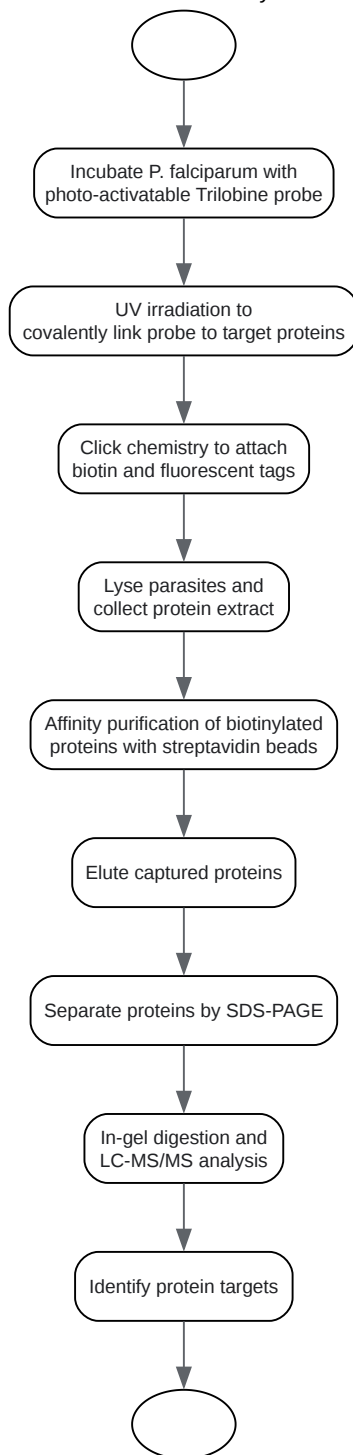 Incubate P. falciparum with
photo-activatable Trilobine probe
UV irradiation to
covalently link probe to target proteins
Click chemistry to attach
biotin and fluorescent tags
Lyse parasites and
collect protein extract
Affinity purification of biotinylated
proteins with streptavidin beads
Elute captured proteins
Separate proteins by SDS-PAGE
In-gel digestion and
LC-MS/MS analysis
Identify protein targets